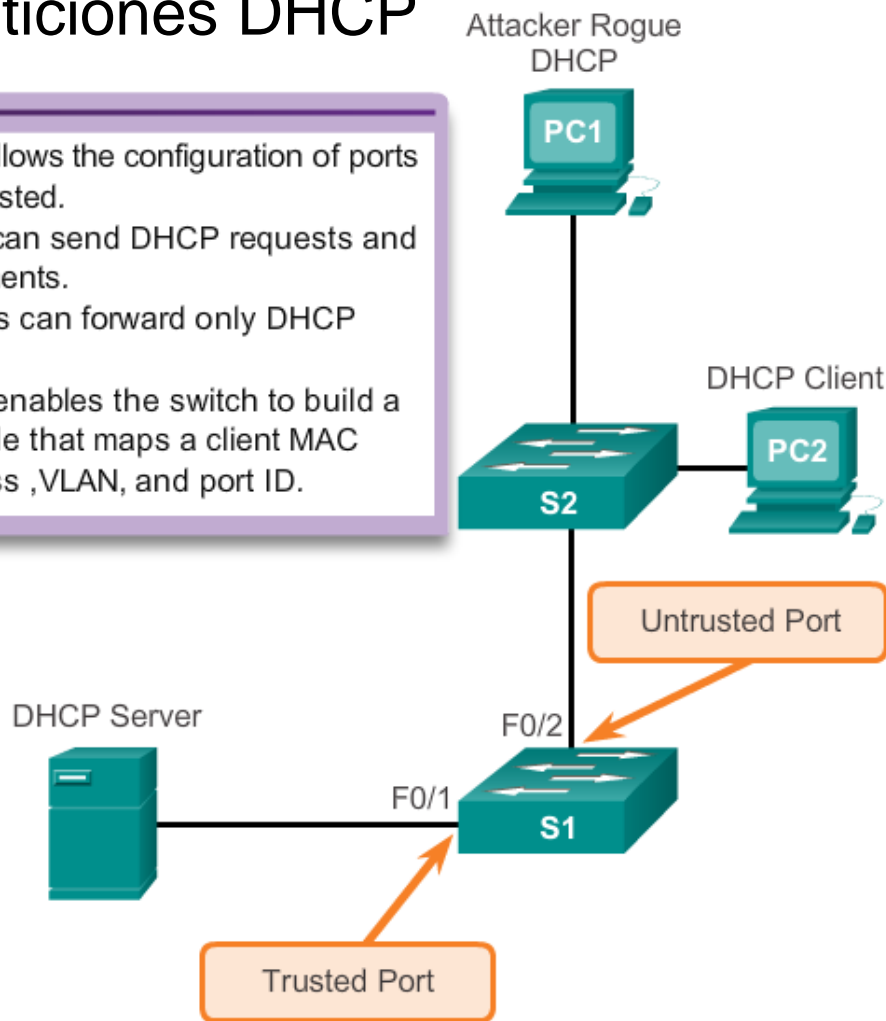 ticiones DHCP
Attacker Rogue
DHCP
PC1
llows the configuration of ports
sted.
can send DHCP requests and
ents.
s can forward only DHCP
enables the switch to build a
le that maps a client MAC
ss ,VLAN, and port ID.
DHCP Client
PC2
S2
Untrusted Port
DHCP Server
F0/2
F0/1
S1
Trusted Port